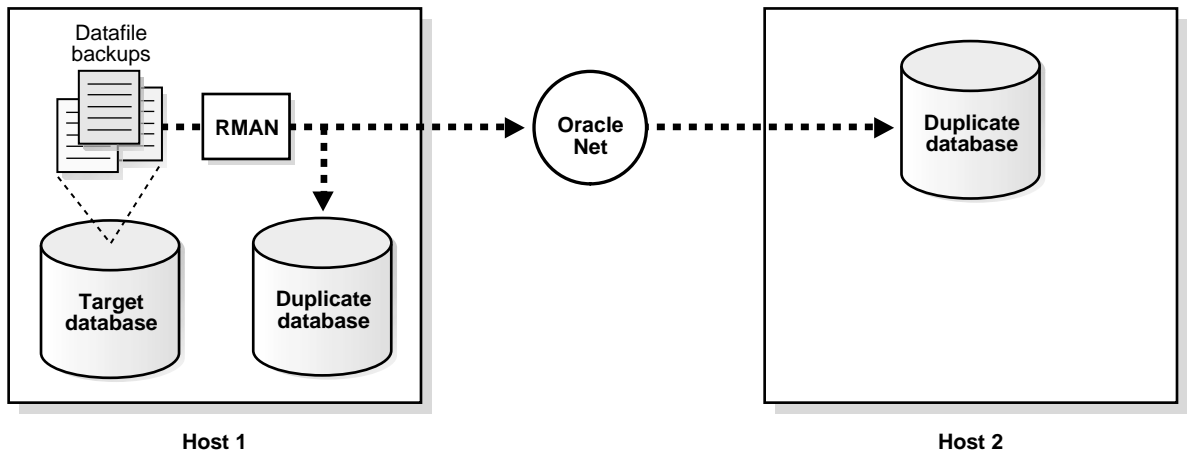 Datafile
backups
RMAN
Oracle
Net
Duplicate
database
Target
database
Duplicate
database
Host 1
Host 2